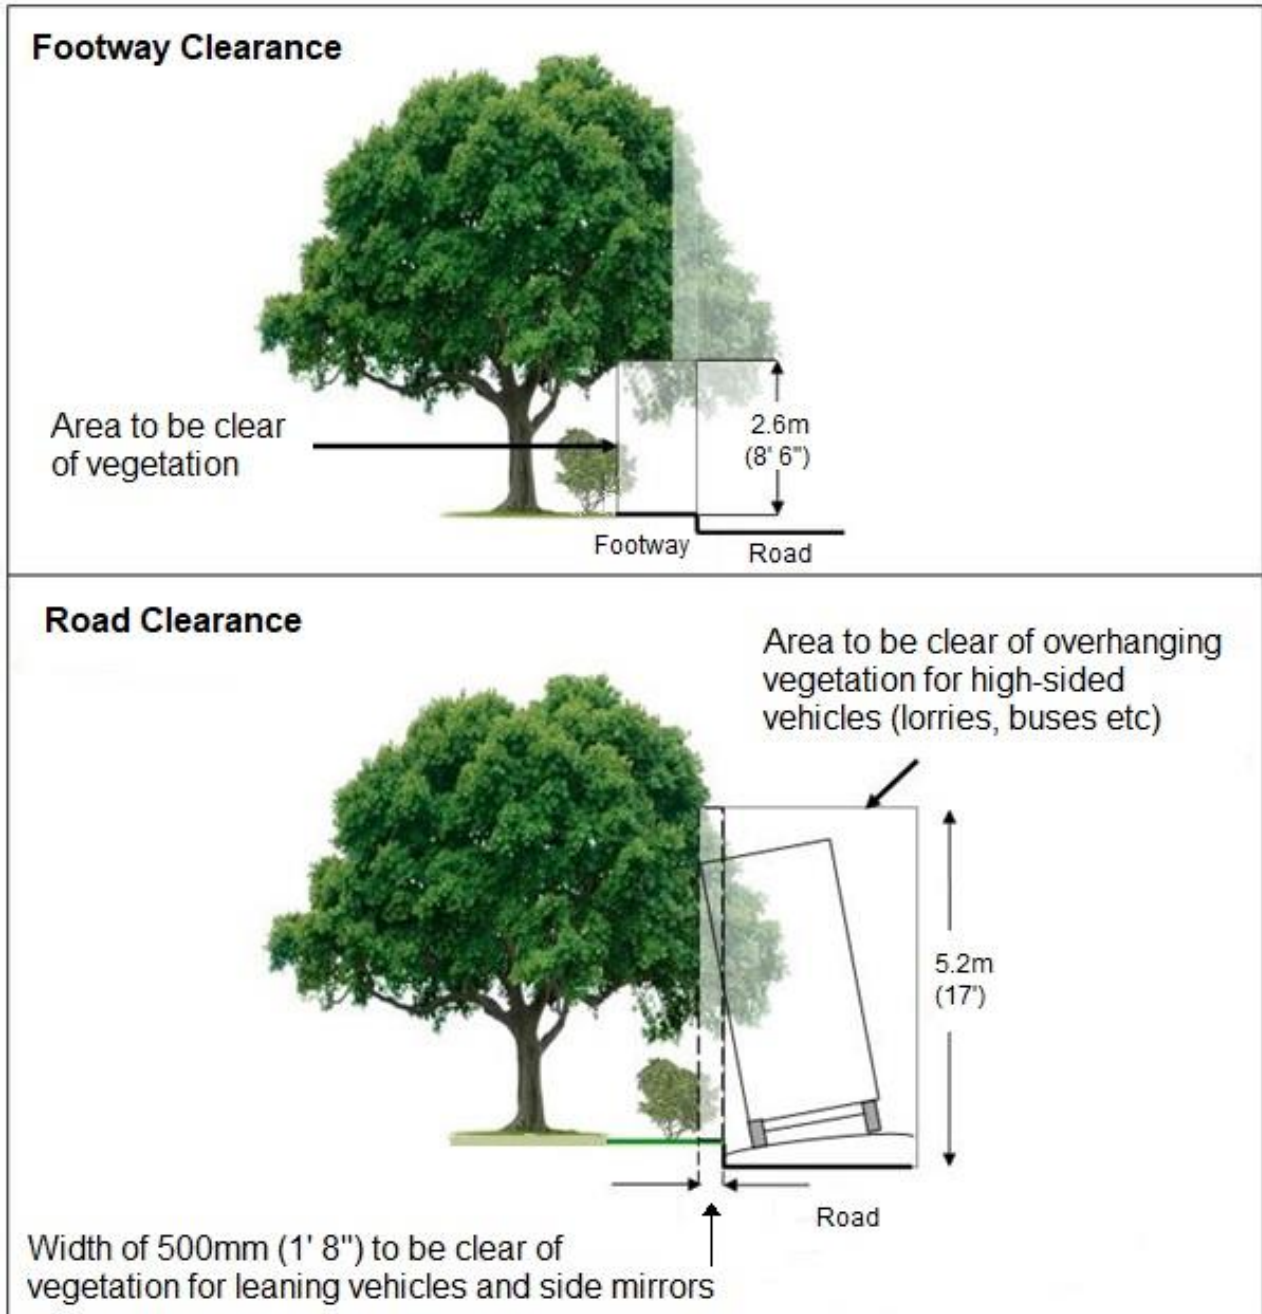 Footway Clearance
Area to be clear
of vegetation
2.6m
(8' 6")
Footway
Road
Road Clearance
Area to be clear of overhanging
vegetation for high-sided
vehicles (lorries, buses etc)
5.2m
(17')
Road
Width of 500mm (1' 8") to be clear of
vegetation for leaning vehicles and side mirrors